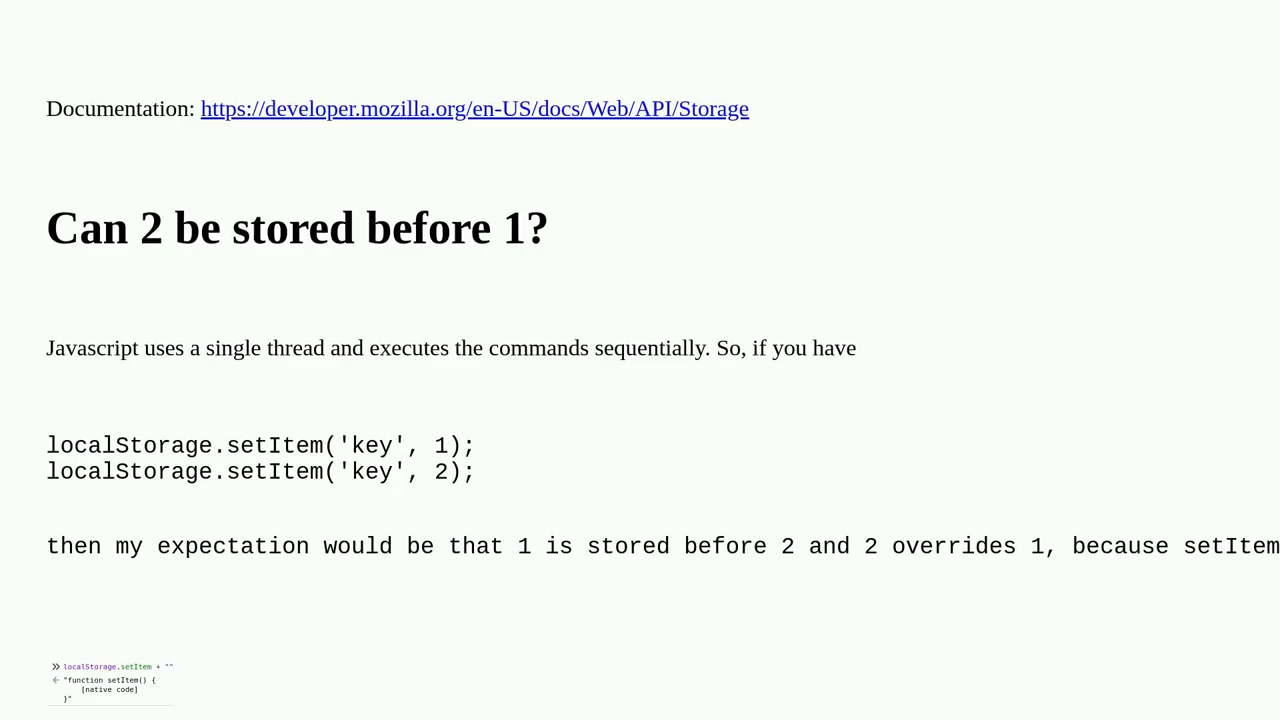 Documentation: https://developer.mozilla.org/en-US/docs/Web/API/Storage
Can 2 be stored before 1?
Javascript uses a single thread and executes the commands sequentially. So, if you have
localStorage.setItem('key', 1);
localStorage.setItem('key', 2);
then my expectation would be that 1 is stored before 2 and 2 overrides 1, because setItem
» localStorage.setItem + ""
← "function setItem() {
[native code]
}"